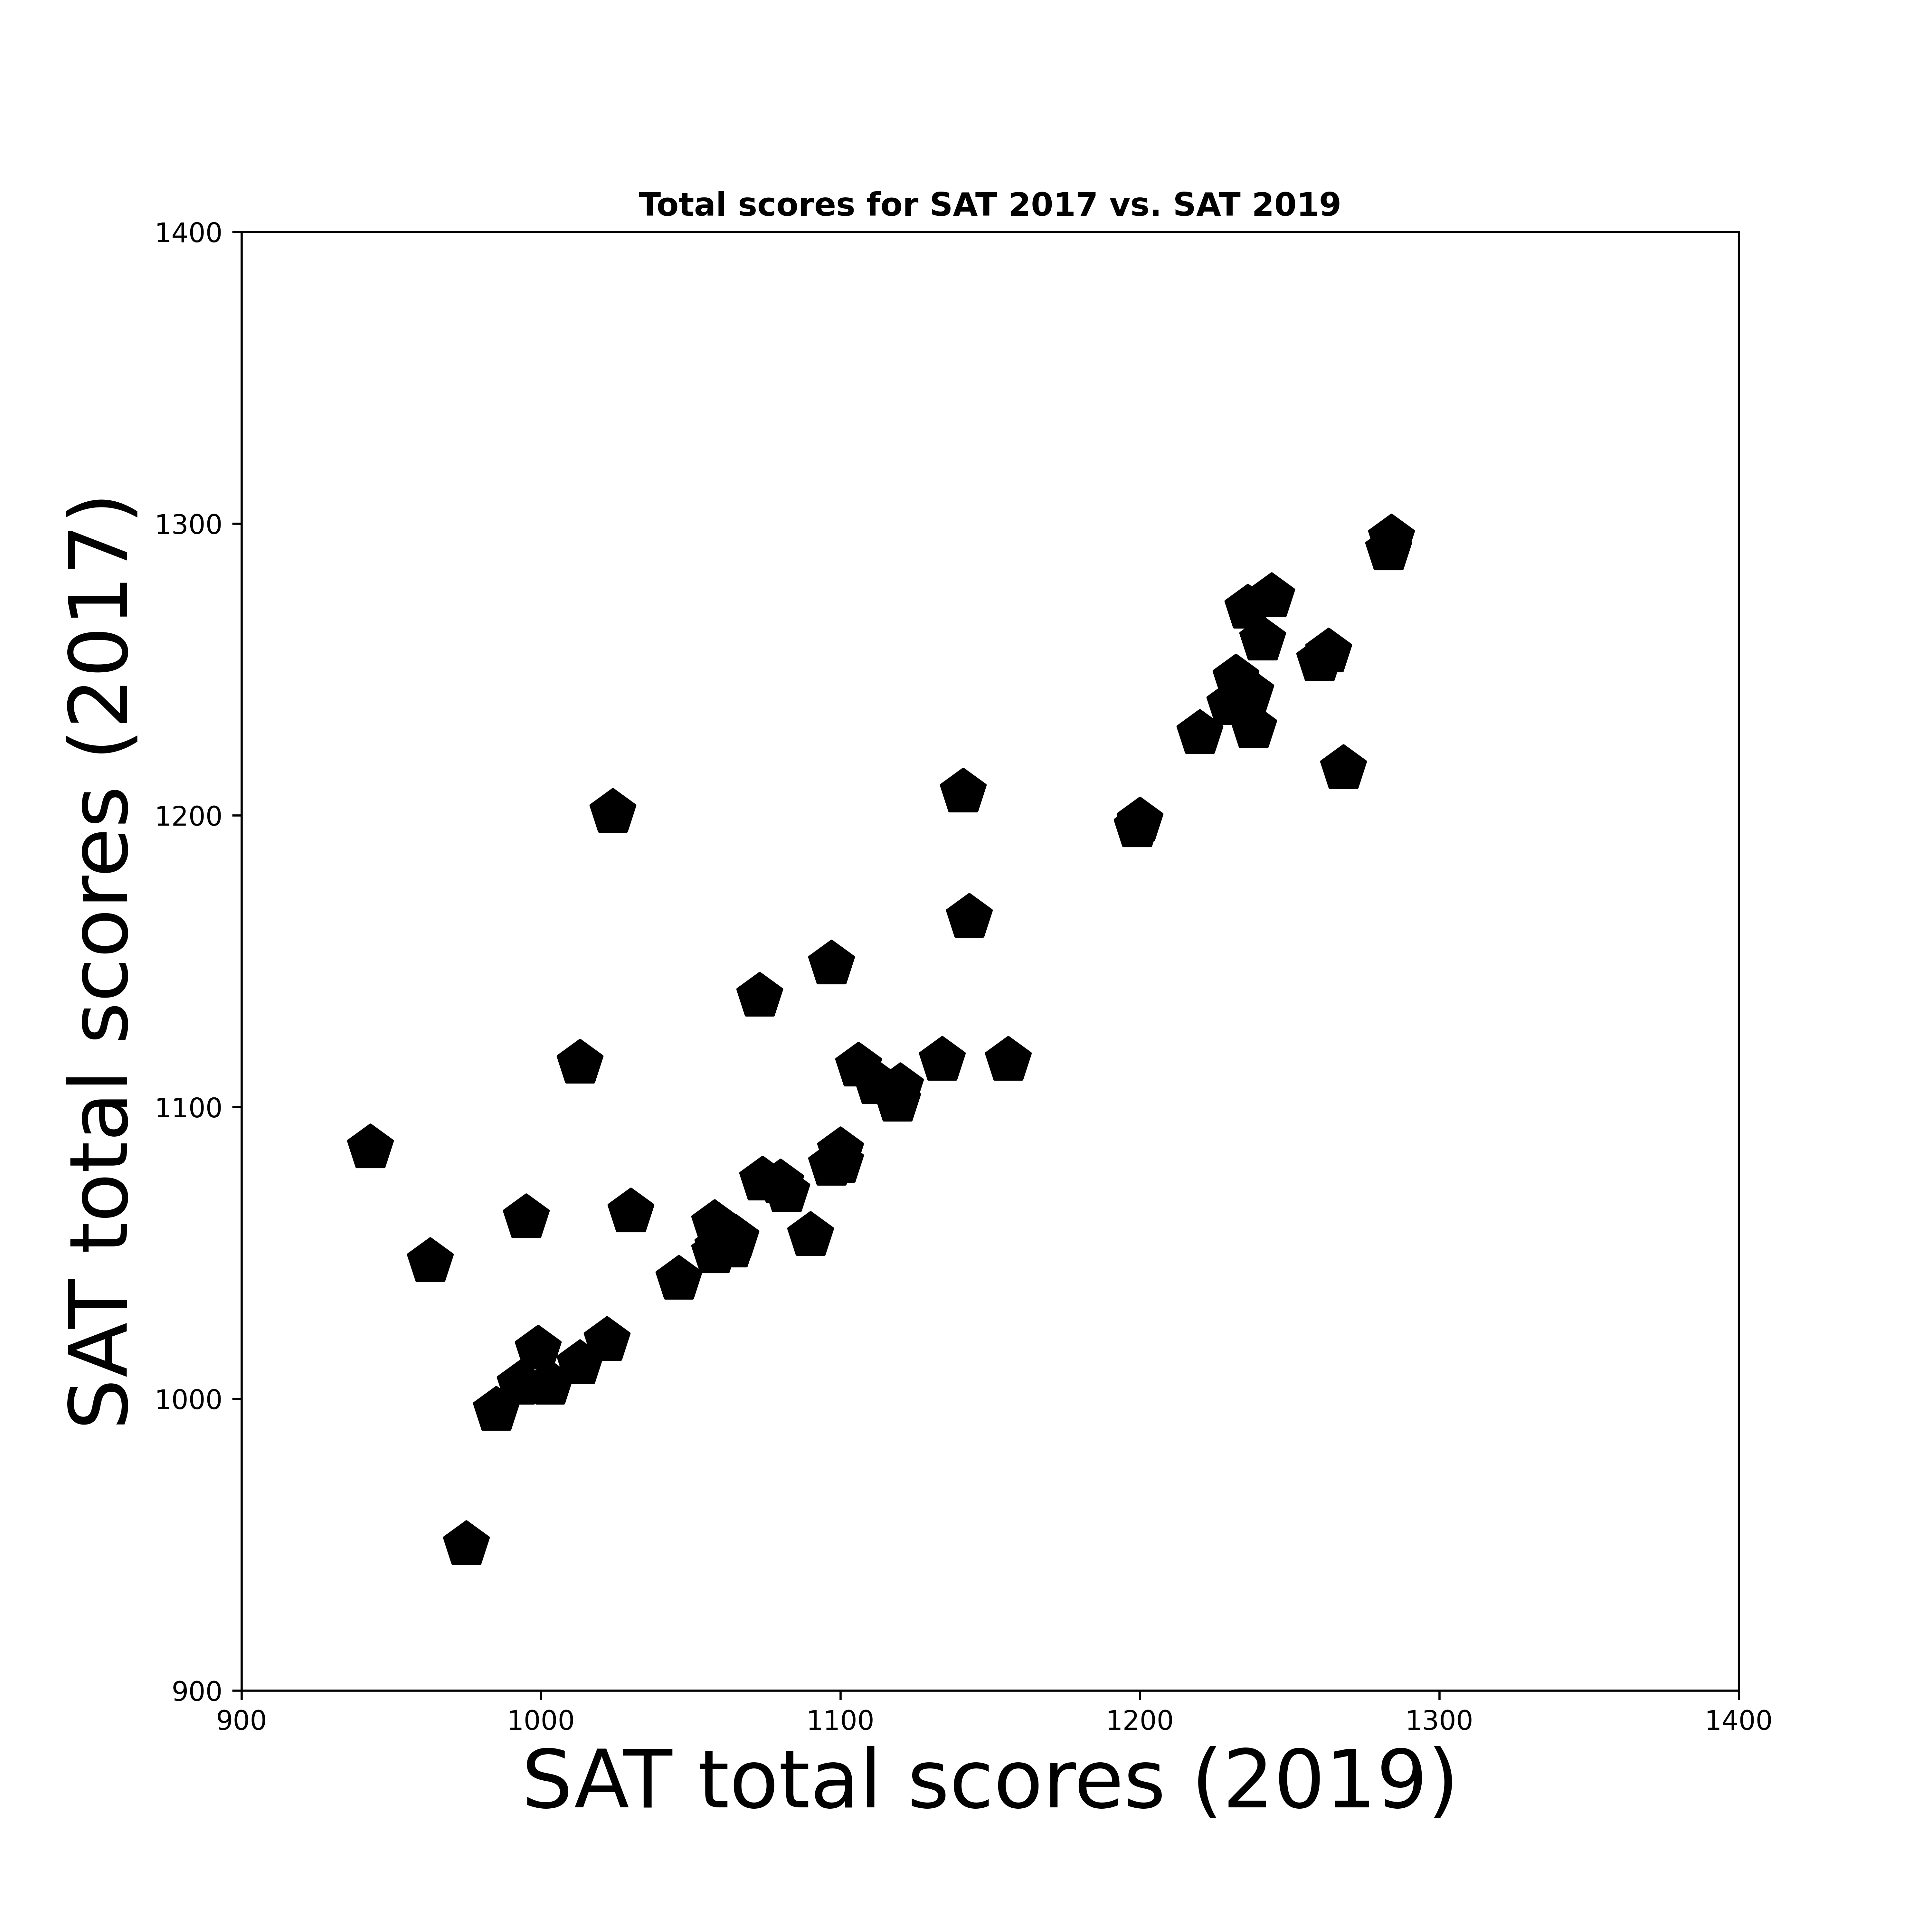 Total scores for SAT 2017 vs. SAT 2019
1400
1300
1200
1100
1000
900
SAT total scores (2017)
900 1000 1100 1200 1300 1400
SAT total scores (2019)